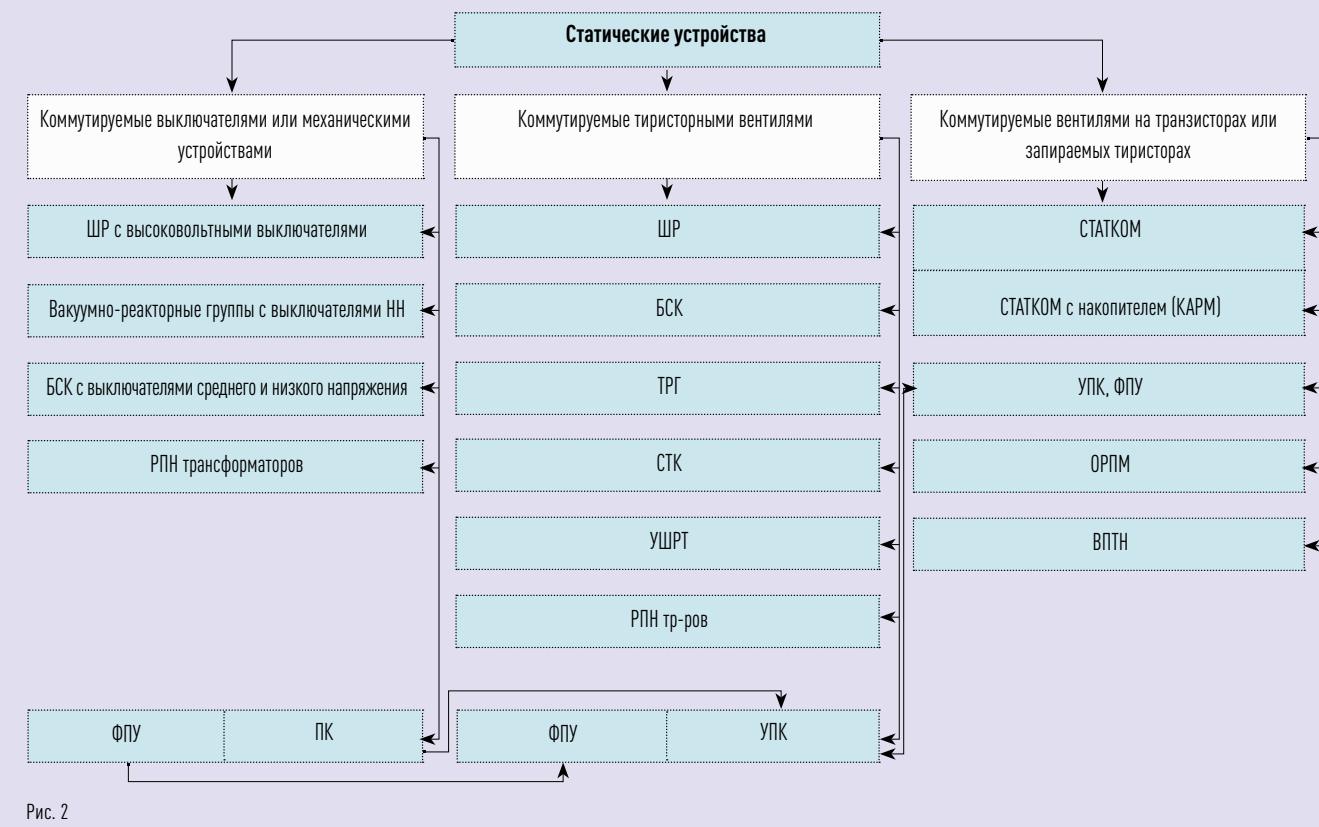 Статические устройства
Коммутируемые выключателями или механическими
устройствами
ШР с высоковольтными выключателями
Вакуумно-реакторные группы с выключателями НН
БСК с выключателями среднего и низкого напряжения
РПН трансформаторов
ФПУ
ПК
Коммутируемые тиристорными вентилями
ШР
БСК
ТРГ
СТК
УШРТ
РПН тр-ров
ФПУ
УПК
Коммутируемые вентилями на транзисторах или
запираемых тиристорах
СТАТКОМ
СТАТКОМ с накопителем (КАРМ)
УПК, ФПУ
ОРПМ
ВПТН
Рис. 2